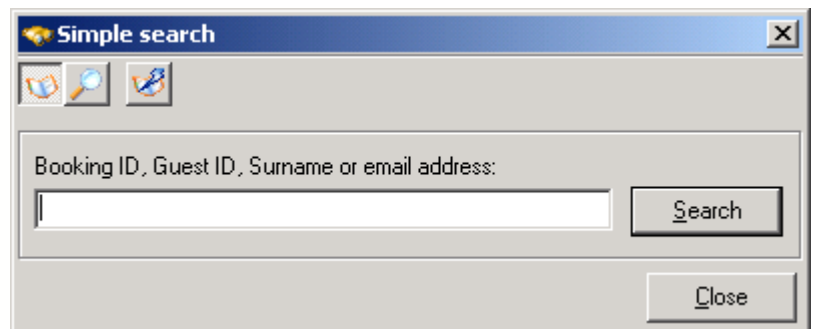 Simple search
Booking ID, Guest ID, Surname or email address:
Search
Close